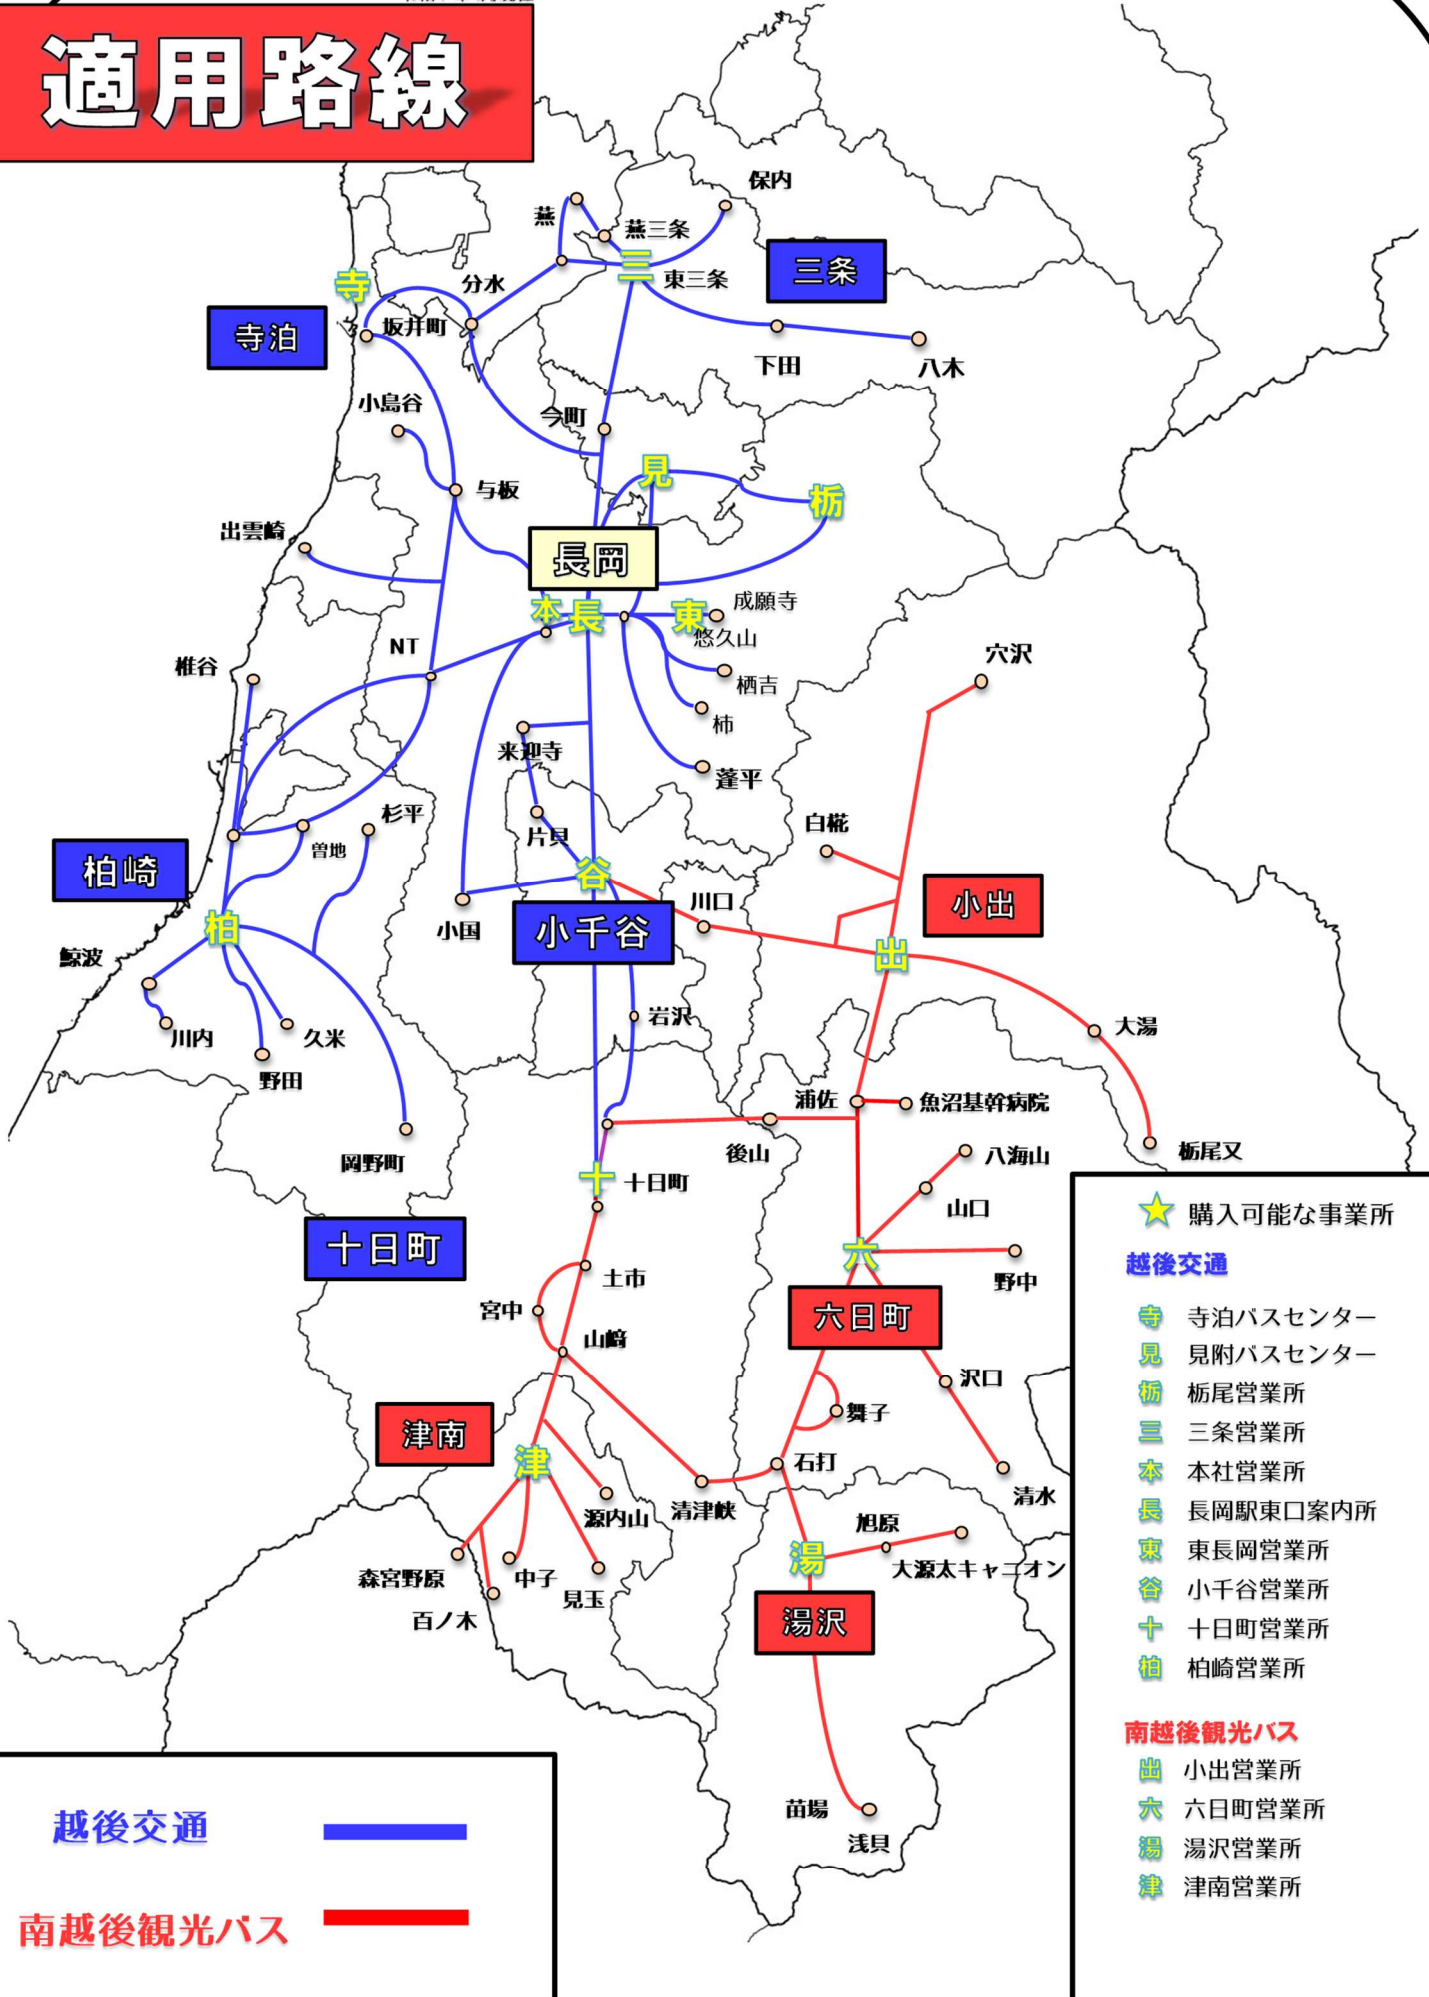 適用路線
保内
燕
燕三条
三
東三条
三条
分水
寺
坂井町
寺泊
下田
八木
小島谷
今町
見
栃
与板
出雲崎
長岡
本
長
東
成願寺
悠久山
NT
椎谷
栖吉
穴沢
柿
来迎寺
蓬平
杉平
曽地
片貝
白椛
柏崎
谷
川口
小出
小国
小千谷
柏
出
鯨波
岩沢
大湯
川内
久米
野田
浦佐
魚沼基幹病院
後山
八海山
栃尾又
岡野町
十
十日町
山口
十日町
六
野中
土市
宮中
六日町
山﨑
沢口
舞子
津南
津
石打
清水
源内山
清津峡
旭原
湯
大源太キャニオン
森宮野原
中子
見玉
百ノ木
湯沢
苗場
浅貝
★ 購入可能な事業所
越後交通
寺 寺泊バスセンター
見 見附バスセンター
栃 栃尾営業所
三 三条営業所
本 本社営業所
長 長岡駅東口案内所
東 東長岡営業所
谷 小千谷営業所
十 十日町営業所
柏 柏崎営業所
南越後観光バス
出 小出営業所
六 六日町営業所
湯 湯沢営業所
津 津南営業所
越後交通
南越後観光バス